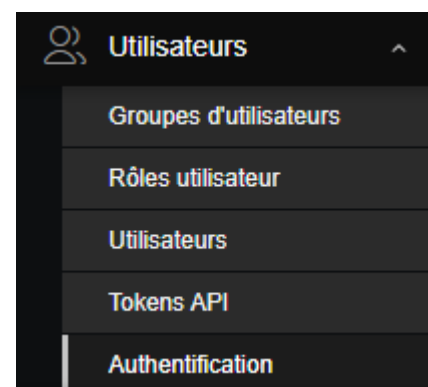 Utilisateurs
Groupes d'utilisateurs
Rôles utilisateur
Utilisateurs
Tokens API
Authentification